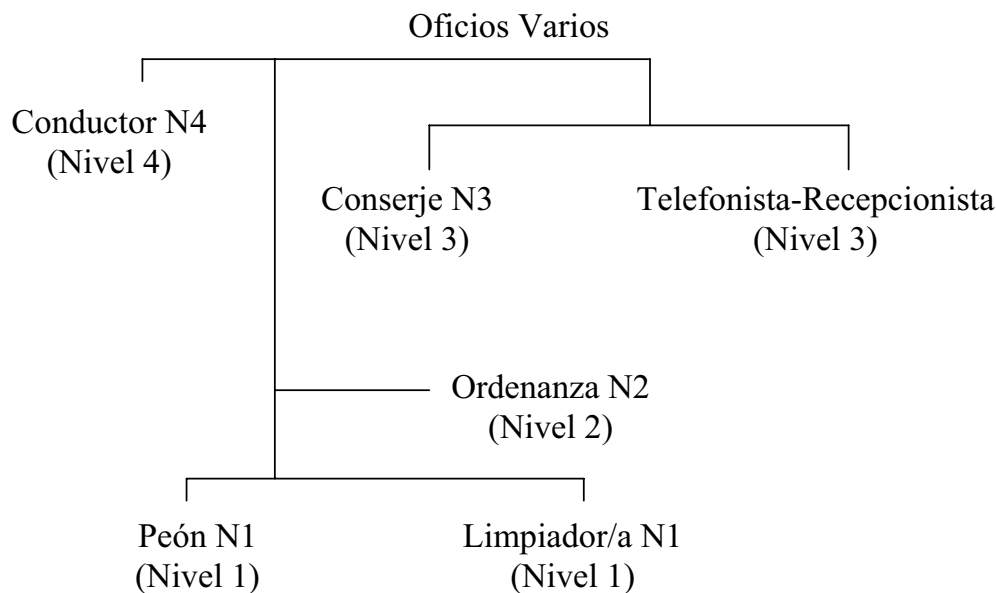 Oficios Varios
Conductor N4
(Nivel 4)
Conserje N3
(Nivel 3)
Telefonista-Recepcionista
(Nivel 3)
Ordenanza N2
(Nivel 2)
Peón N1
(Nivel 1)
Limpiador/a N1
(Nivel 1)